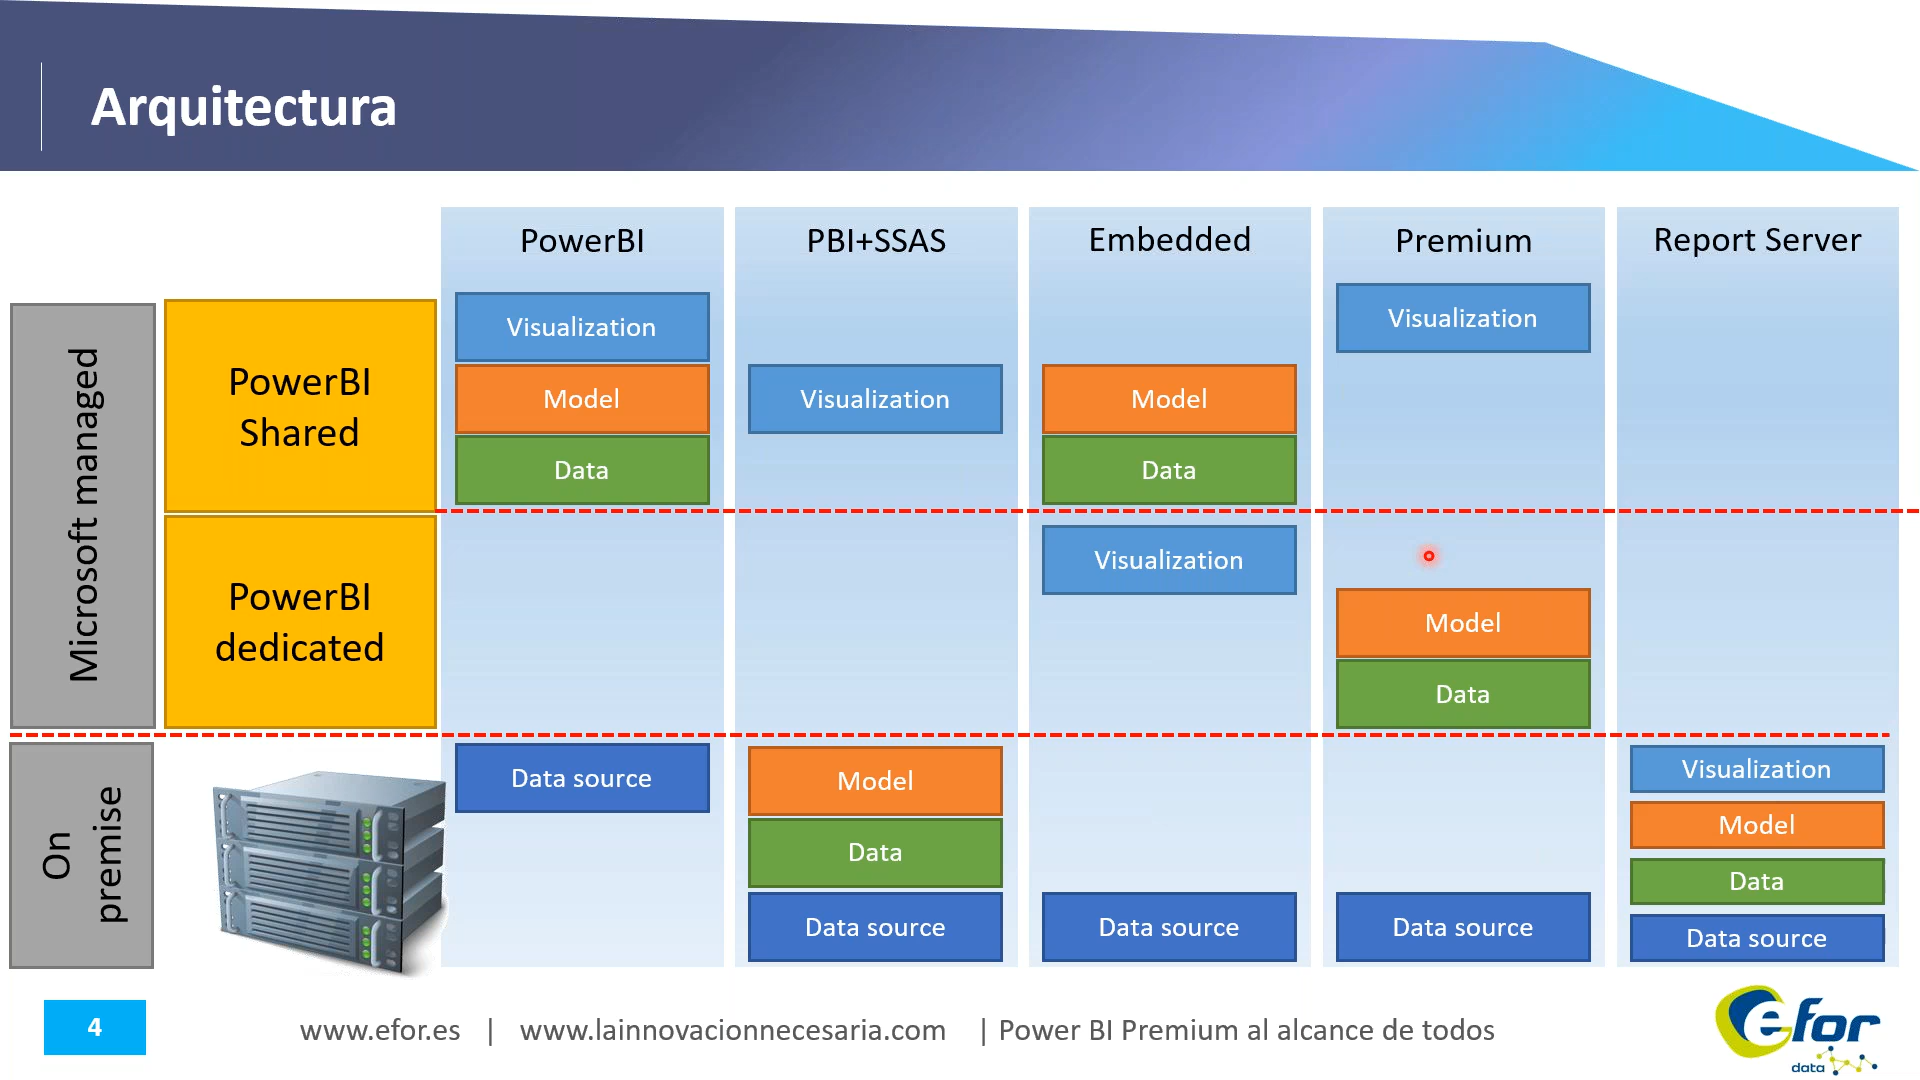 Arquitectura
PowerBI
PBI+SSAS
Embedded
Premium
Report Server
Microsoft managed
PowerBI
Shared
Visualization
Model
Data
Visualization
Model
Data
Visualization
PowerBI
dedicated
Visualization
Model
Data
On
premise
Data source
Model
Data
Data source
Data source
Data source
Visualization
Model
Data
Data source
4
www.efor.es | www.lainnovacionnecesaria.com | Power BI Premium al alcance de todos
efor
data